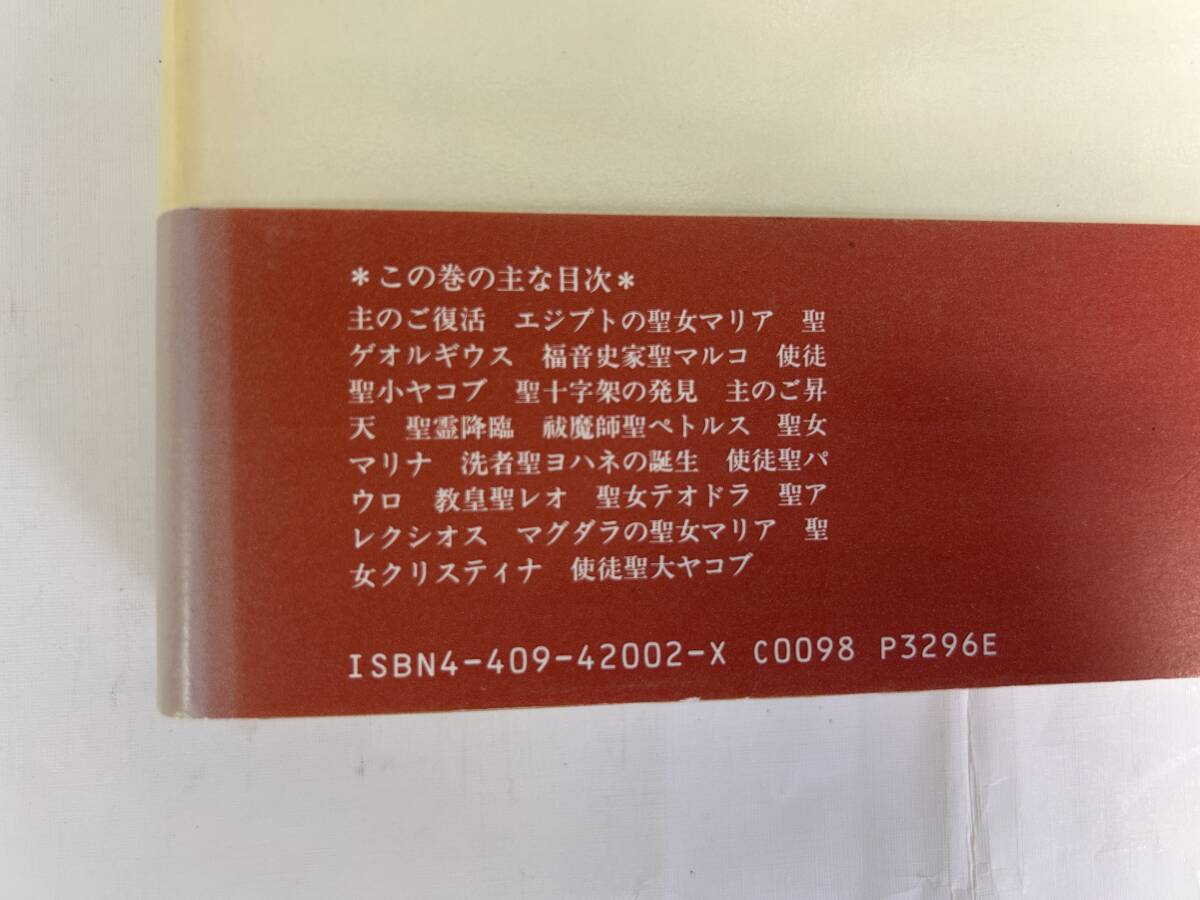 ＊この巻の主な目次＊
主のご復活　エジプトの聖女マリア　聖
ゲオルギウス　福音史家聖マルコ　使徒
聖小ヤコブ　聖十字架の発見　主のご昇
天　聖霊降臨　祓魔師聖ペトルス　聖女
マリナ　洗者聖ヨハネの誕生　使徒聖パ
ウロ　教皇聖レオ　聖女テオドラ　聖ア
レクシオス　マグダラの聖女マリア　聖
女クリスティナ　使徒聖大ヤコブ
ISBN4-409-42002-X C0098 P3296E